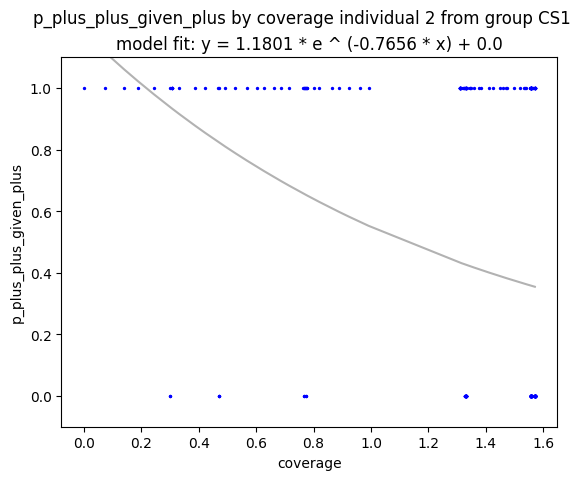 p_plus_plus_given_plus by coverage individual 2 from group CS1
model fit: y = 1.1801 * e ^ (-0.7656 * x) + 0.0
1.0
0.8
0.6
0.4
0.2
0.0
p_plus_plus_given_plus
0.0 0.2 0.4 0.6 0.8 1.0 1.2 1.4 1.6
coverage